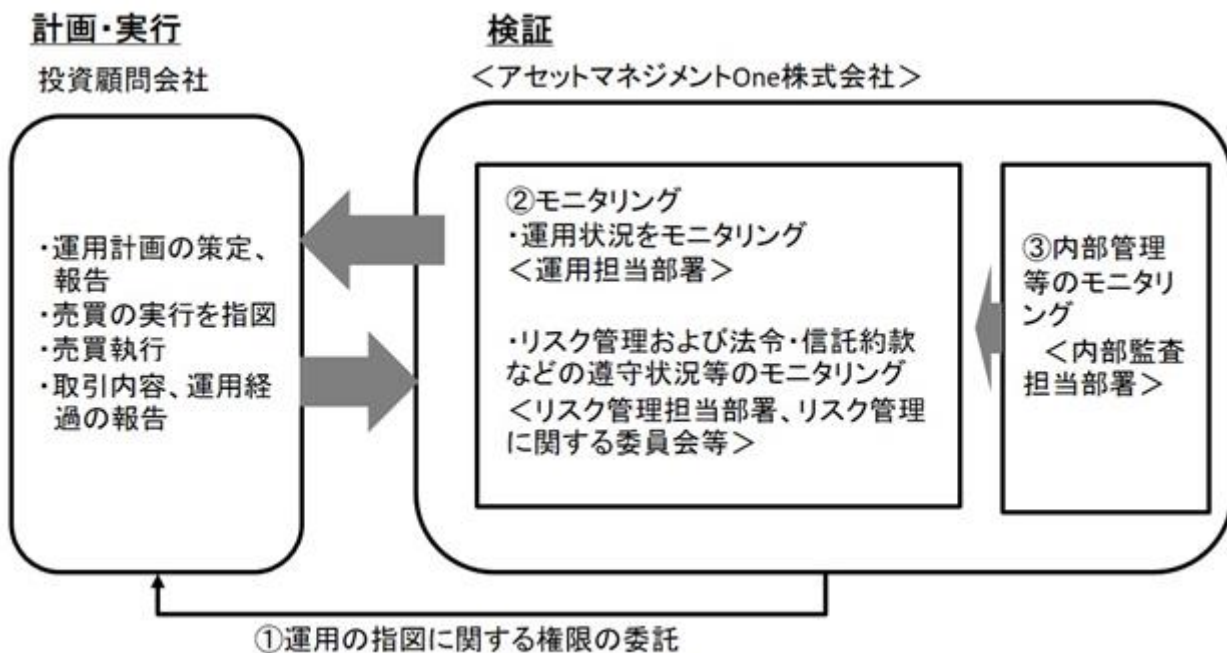 計画・実行
投資顧問会社
・運用計画の策定、
報告
・売買の実行を指図
・売買執行
・取引内容、運用経
過の報告
検証
＜アセットマネジメントOne株式会社＞
②モニタリング
・運用状況をモニタリング
＜運用担当部署＞
・リスク管理および法令・信託約款
などの遵守状況等のモニタリング
＜リスク管理担当部署、リスク管理
に関する委員会等＞
③内部管理
等のモニタリ
ング
＜内部監査
担当部署＞
①運用の指図に関する権限の委託